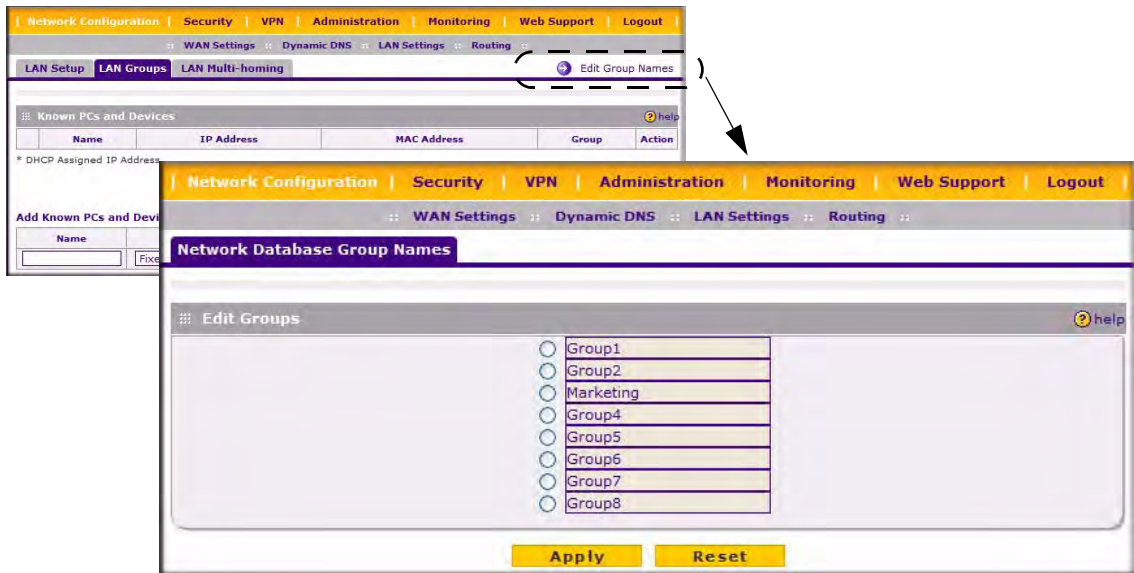 | Network Configuration | Security | VPN | Administration | Monitoring | Web Support | Logout |
:: WAN Settings :: Dynamic DNS :: LAN Settings :: Routing ::
LAN Setup LAN Groups LAN Multi-homing Edit Group Names
Known PCs and Devices ? help
Name IP Address MAC Address Group Action
* DHCP Assigned IP Address
Add Known PCs and Devi
Name
Fixe
| Network Configuration | Security | VPN | Administration | Monitoring | Web Support | Logout |
:: WAN Settings :: Dynamic DNS :: LAN Settings :: Routing ::
Network Database Group Names
Edit Groups ? help
Group1
Group2
Marketing
Group4
Group5
Group6
Group7
Group8
Apply Reset